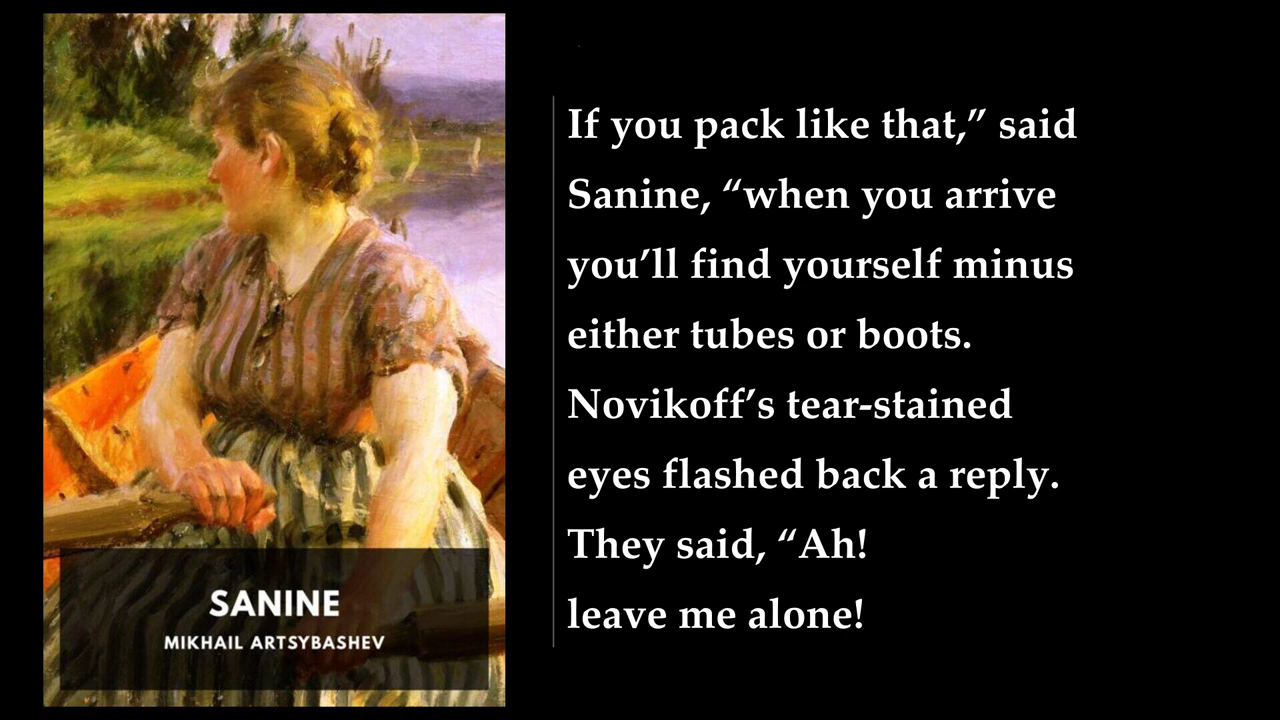 SANINE
MIKHAIL ARTSYBASHEV
If you pack like that,” said
Sanine, “when you arrive
you’ll find yourself minus
either tubes or boots.
Novikoff’s tear-stained
eyes flashed back a reply.
They said, “Ah!
leave me alone!